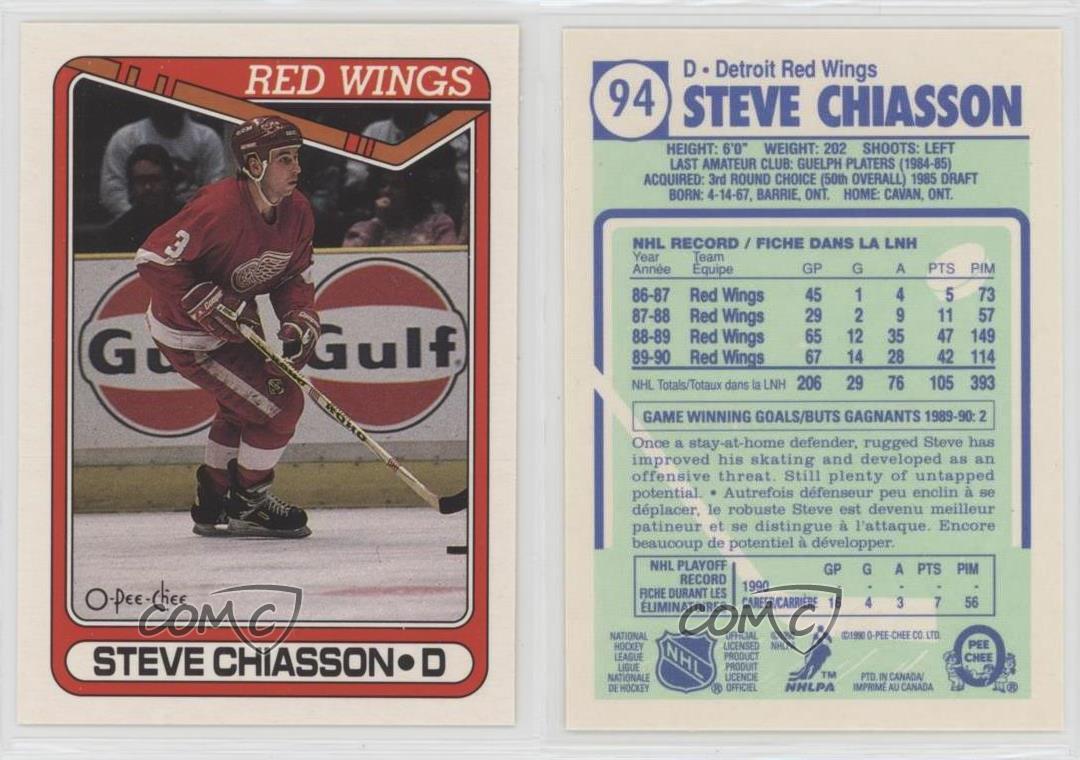 RED WINGS
3
Gu
Gulf
O-Pee-Chee
COMC
STEVE CHIASSON • D
94
D • Detroit Red Wings
STEVE CHIASSON
HEIGHT: 6'0" WEIGHT: 202 SHOOTS: LEFT
LAST AMATEUR CLUB: GUELPH PLATERS (1984-85)
ACQUIRED: 3rd ROUND CHOICE (50th OVERALL) 1985 DRAFT
BORN: 4-14-67, BARRIE, ONT. HOME: CAVAN, ONT.
NHL RECORD / FICHE DANS LA LNH
Year Team
Année Équipe GP G A PTS PIM
86-87 Red Wings 45 1 4 5 73
87-88 Red Wings 29 2 9 11 57
88-89 Red Wings 65 12 35 47 149
89-90 Red Wings 67 14 28 42 114
NHL Totals/Totaux dans la LNH 206 29 76 105 393
GAME WINNING GOALS/BUTS GAGNANTS 1989-90: 2
Once a stay-at-home defender, rugged Steve has
improved his skating and developed as an
offensive threat. Still plenty of untapped
potential. • Autrefois défenseur peu enclin à se
déplacer, le robuste Steve est devenu meilleur
patineur et se distingue à l'attaque. Encore
beaucoup de potentiel à développer.
NHL PLAYOFF GP G A PTS PIM
RECORD 1990 - - - - -
FICHE DURANT LES
ÉLIMINATOIRES CAREER/CARRIÈRE 16 4 3 7 56
COMC
NATIONAL
HOCKEY
LEAGUE
LIGUE
NATIONALE
DE HOCKEY
NHL
®
OFFICIAL
LICENSED
PRODUCT
PRODUIT
LICENCIE
OFFICIEL
©1990
NHLPA
TM
NHLPA
©1990 O-PEE-CHEE CO. LTD.
PTD. IN CANADA/
IMPRIMÉ AU CANADA
O
PEE
CHEE
®